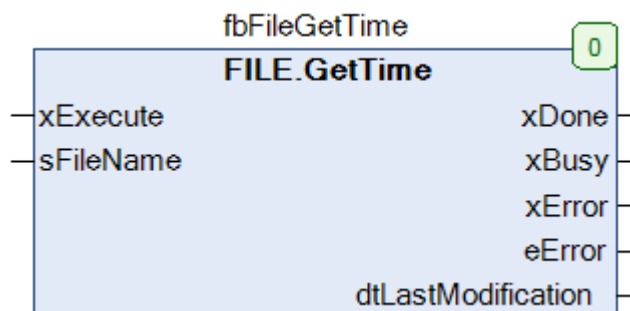 fbFileGetTime
0
FILE.GetTime
xExecute xDone
sFileName xBusy
xError
eError
dtLastModification